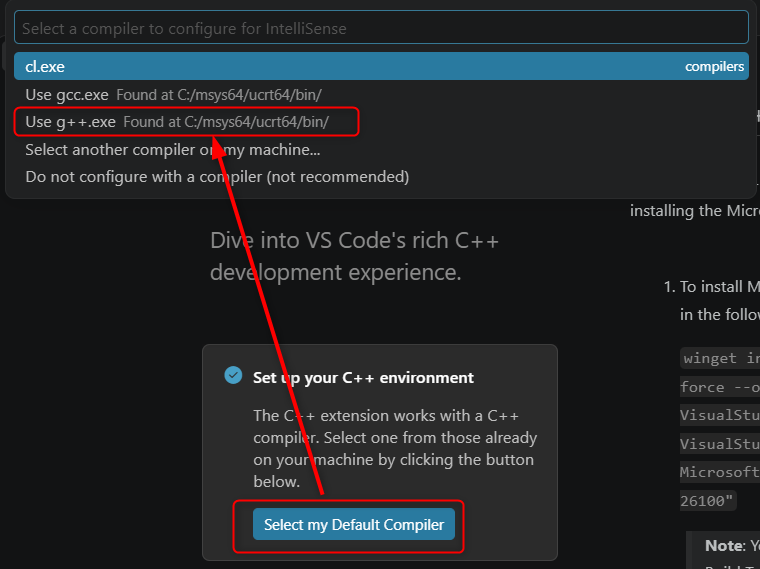 Select a compiler to configure for IntelliSense
cl.exe compilers
Use gcc.exe Found at C:/msys64/ucrt64/bin/
Use g++.exe Found at C:/msys64/ucrt64/bin/
Select another compiler on my machine...
Do not configure with a compiler (not recommended)
Dive into VS Code's rich C++
development experience.
Set up your C++ environment
The C++ extension works with a C++
compiler. Select one from those already
on your machine by clicking the button
below.
Select my Default Compiler
installing the
1. To install
in the
winget
VisualStu
VisualStu
Microsoft
26100"
Note: